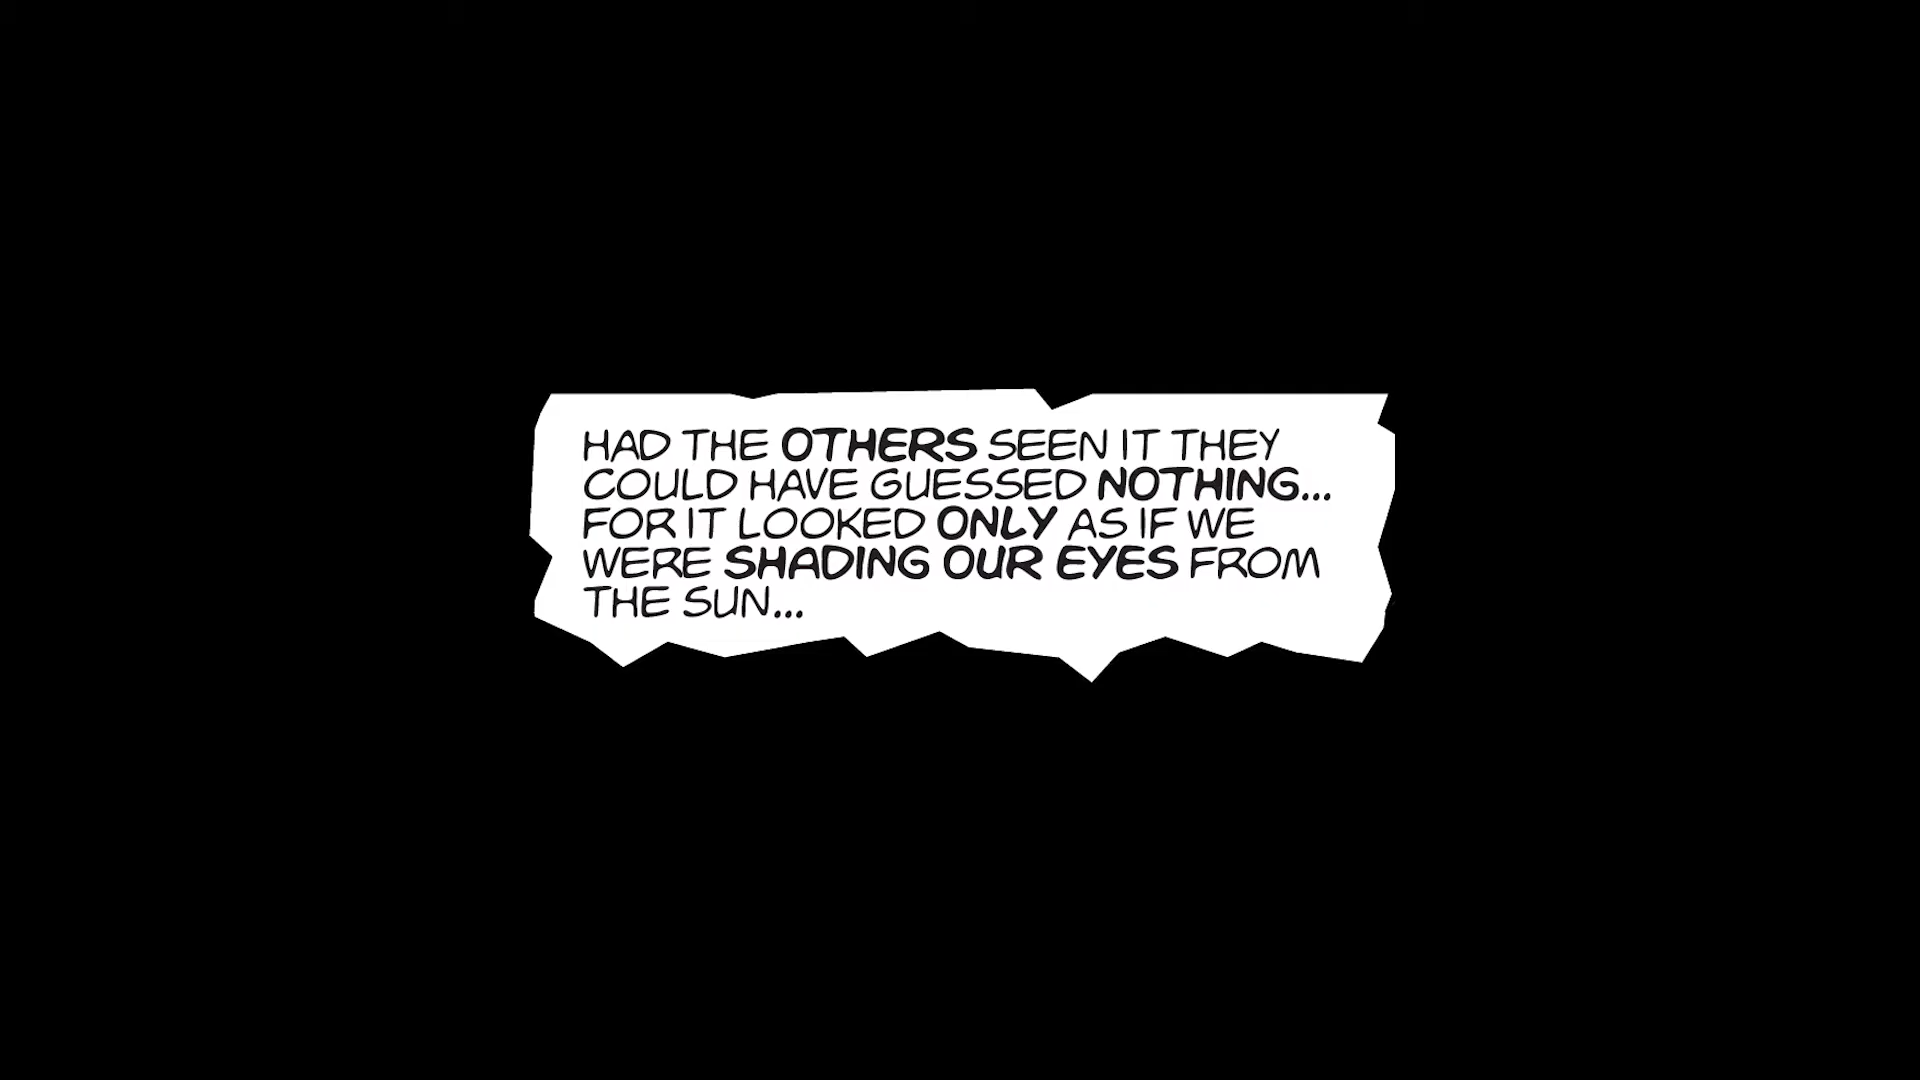 HAD THE OTHERS SEEN IT THEY
COULD HAVE GUESSED NOTHING...
FOR IT LOOKED ONLY AS IF WE
WERE SHADING OUR EYES FROM
THE SUN...